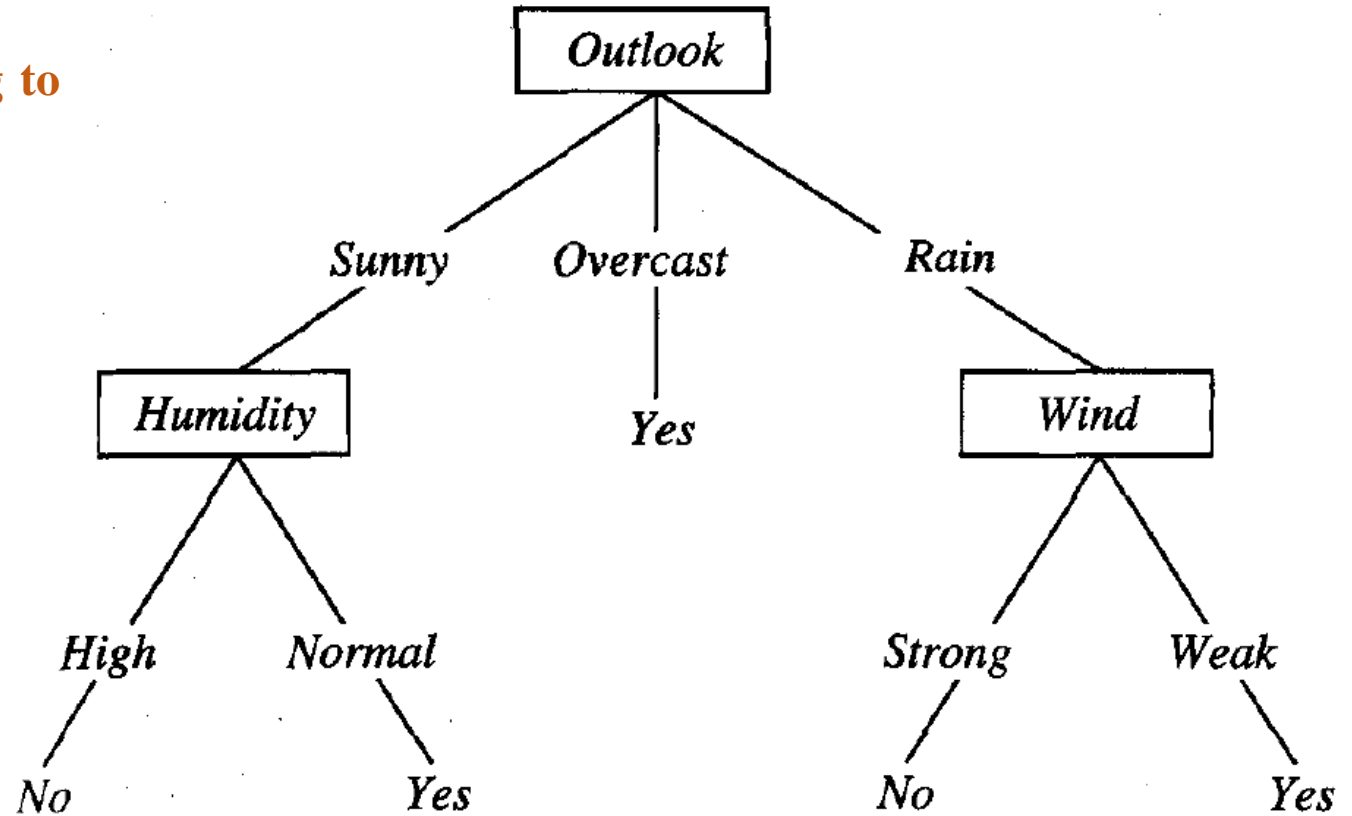 Outlook
g to
Sunny Overcast Rain
Humidity Yes Wind
High Normal Strong Weak
No Yes No Yes